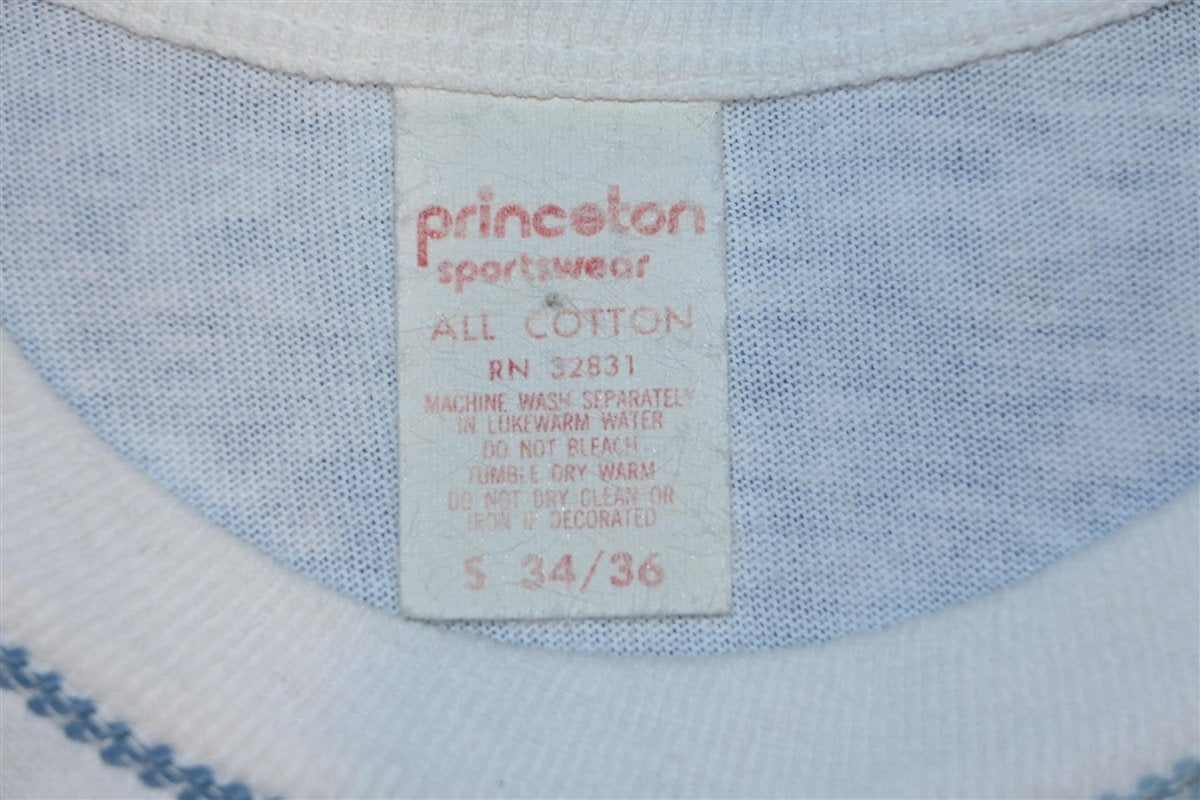 princeton
sportswear
ALL COTTON
RN 32831
MACHINE WASH SEPARATELY
IN LUKEWARM WATER
DO NOT BLEACH
TUMBLE DRY WARM
DO NOT DRY CLEAN OR
IRON IF DECORATED
S 34/36